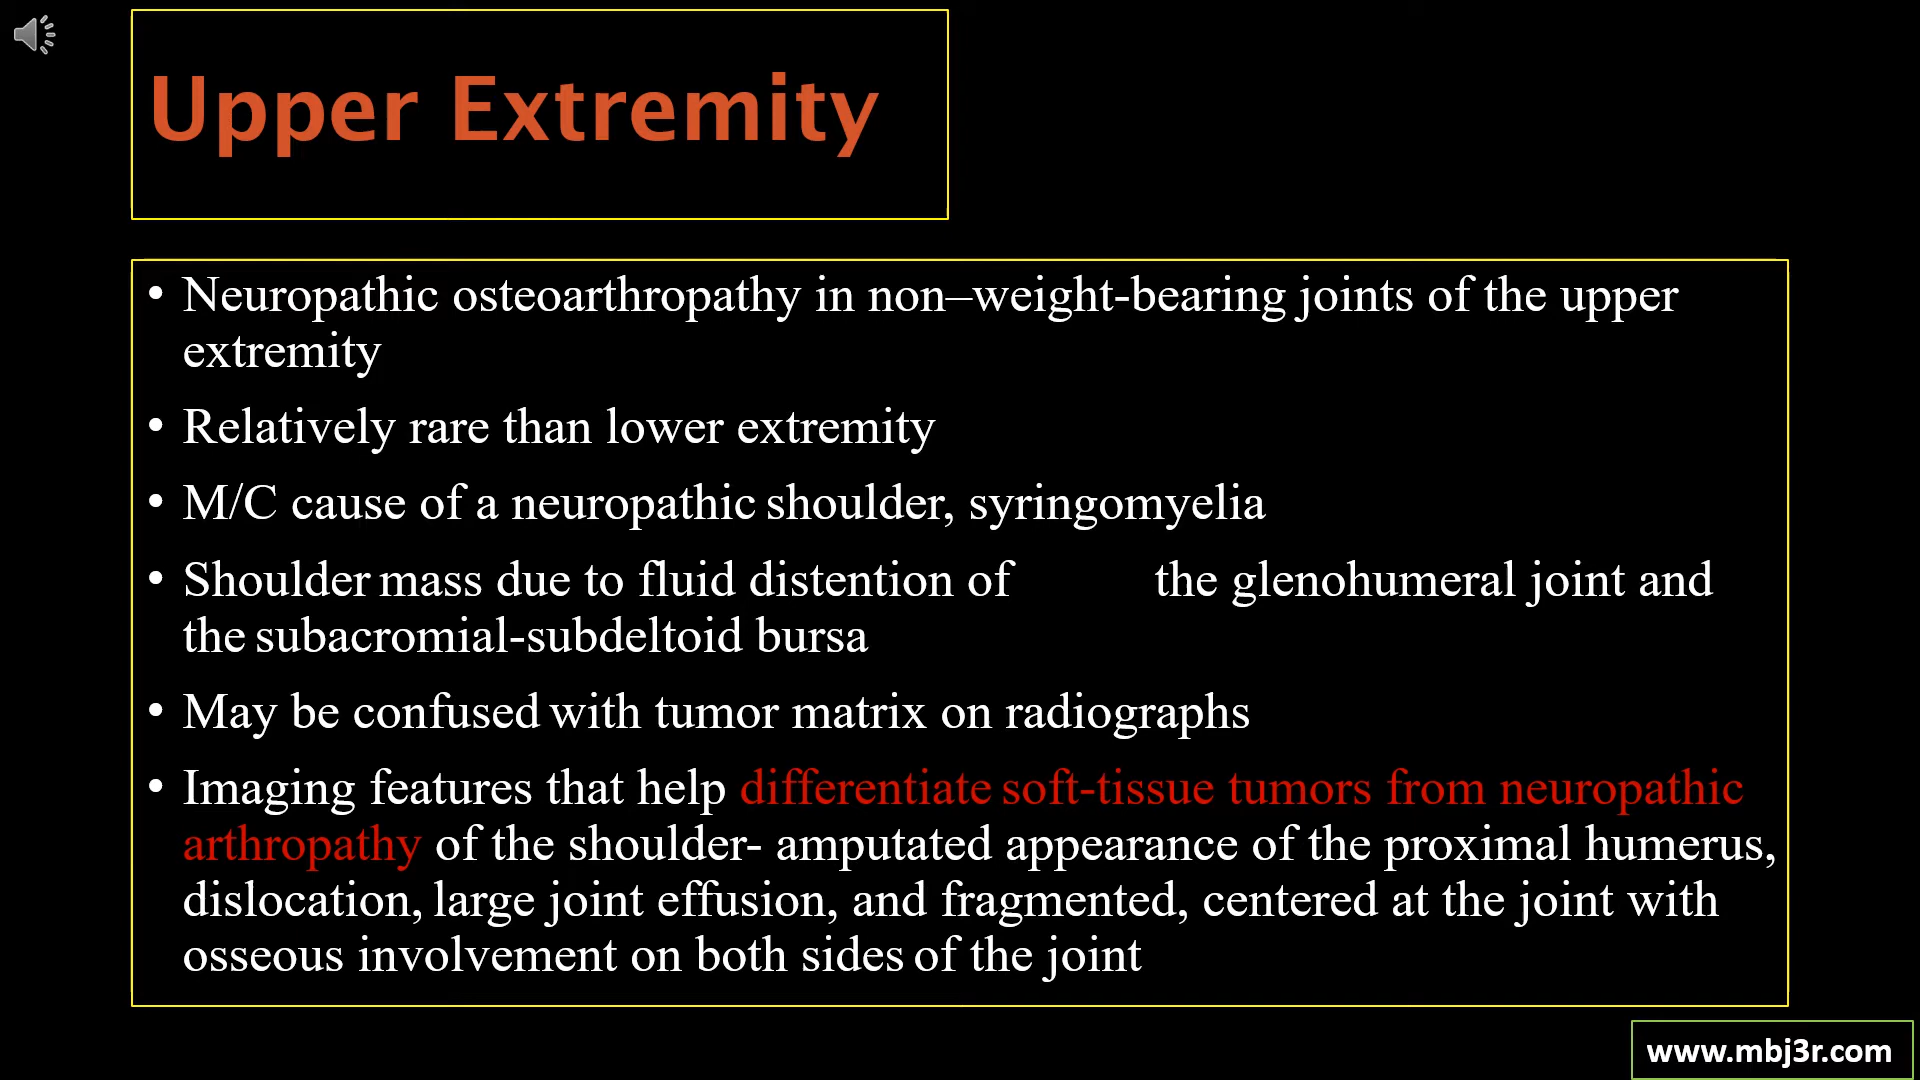 Upper Extremity
• Neuropathic osteoarthropathy in non–weight-bearing joints of the upper
extremity
• Relatively rare than lower extremity
• M/C cause of a neuropathic shoulder, syringomyelia
• Shoulder mass due to fluid distention of the glenohumeral joint and
the subacromial-subdeltoid bursa
• May be confused with tumor matrix on radiographs
• Imaging features that help differentiate soft-tissue tumors from neuropathic
arthropathy of the shoulder- amputated appearance of the proximal humerus,
dislocation, large joint effusion, and fragmented, centered at the joint with
osseous involvement on both sides of the joint
www.mbj3r.com